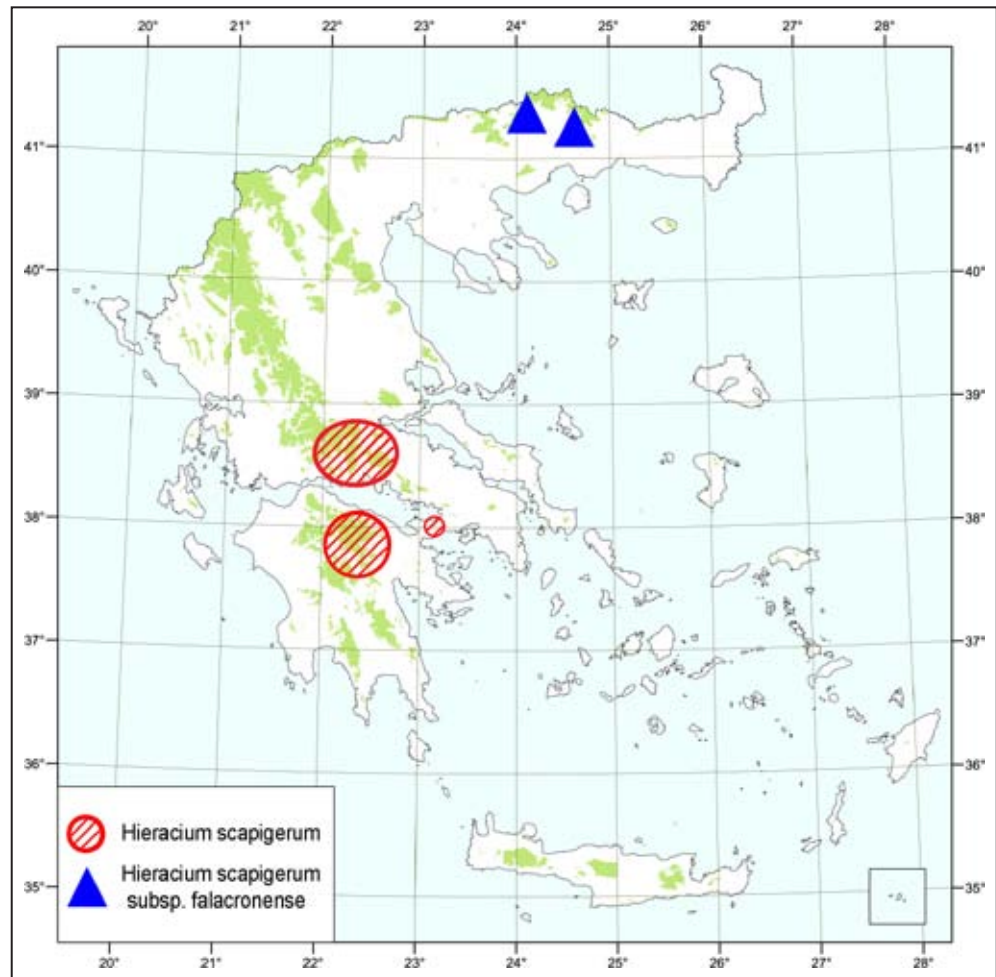 20° 21° 22° 23° 24° 25° 26° 27° 28°
41° 41°
40° 40°
39° 39°
38° 38°
37° 37°
36° 36°
35° 35°
Hieracium scapigerum
Hieracium scapigerum
subsp. falacronense
20° 21° 22° 23° 24° 25° 26° 27° 28°